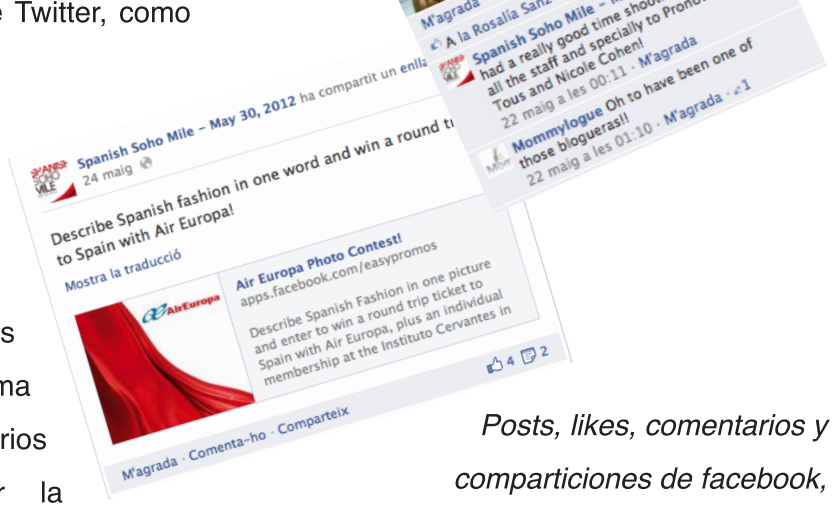 e Twitter, como
M'agrada
A la Rosalía Sanz
Spanish Soho Mile –
had a really good time shoot
all the staff and specially to Prono
Tous and Nicole Cohen!
22 maig a les 00:11 · M'agrada
Mommylogue Oh to have been one of
those blogueras!!
22 maig a les 01:10 · M'agrada · 1
SPANISH
SOHO
MILE
Spanish Soho Mile – May 30, 2012 ha compartit un enlla
24 maig
Describe Spanish fashion in one word and win a round tr
to Spain with Air Europa!
Mostra la traducció
AirEuropa
Air Europa Photo Contest!
apps.facebook.com/easypromos
Describe Spanish Fashion in one picture
and enter to win a round trip ticket to
Spain with Air Europa, plus an individual
membership at the Instituto Cervantes in
4 2
M'agrada · Comenta-ho · Comparteix
s
ma
rios
r la
Posts, likes, comentarios y
comparticiones de facebook,